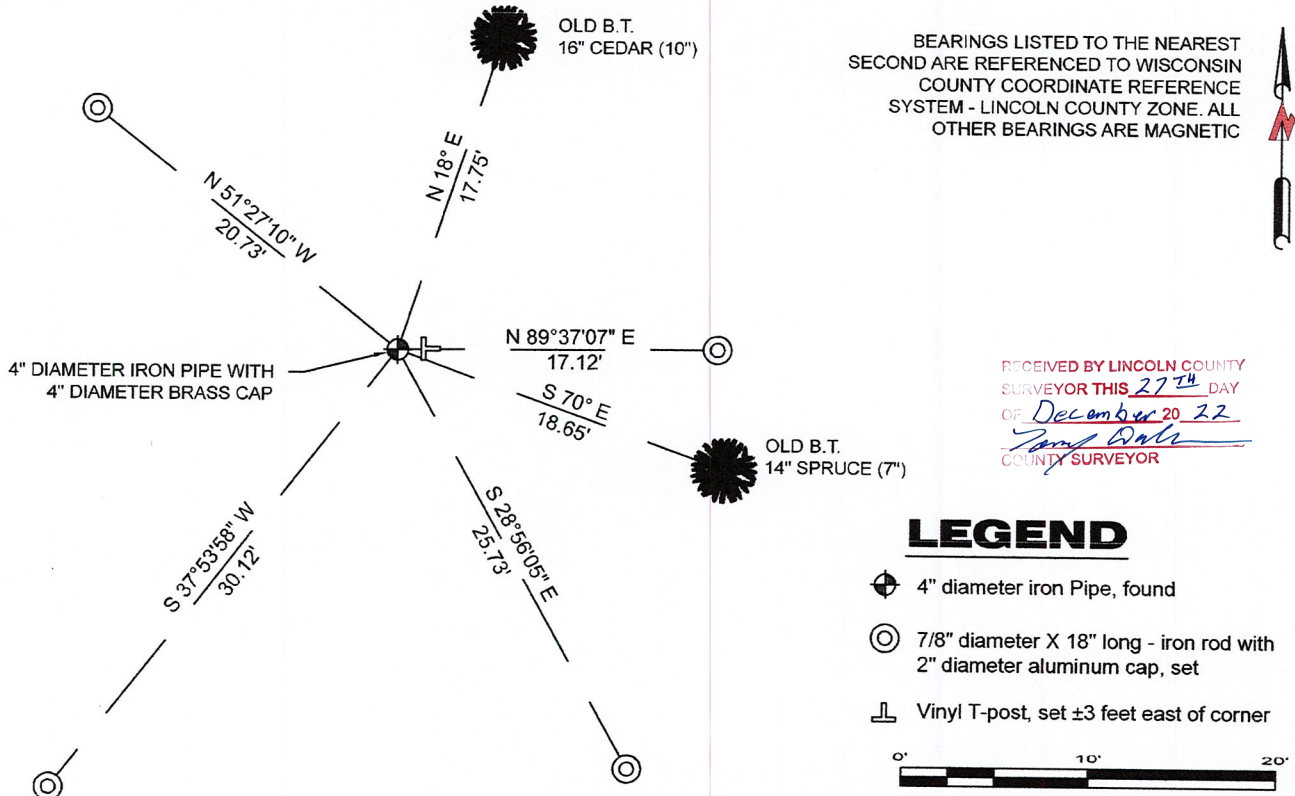 OLD B.T.
16" CEDAR (10")
BEARINGS LISTED TO THE NEAREST
SECOND ARE REFERENCED TO WISCONSIN
COUNTY COORDINATE REFERENCE
SYSTEM - LINCOLN COUNTY ZONE. ALL
OTHER BEARINGS ARE MAGNETIC
N
N 18° E
17.75'
N 51°27'10" W
20.73'
4" DIAMETER IRON PIPE WITH
4" DIAMETER BRASS CAP
N 89°37'07" E
17.12'
S 70° E
18.65'
OLD B.T.
14" SPRUCE (7")
S 37°53'58" W
30.12'
S 28°56'05" E
25.73'
RECEIVED BY LINCOLN COUNTY
SURVEYOR THIS 27TH DAY
OF December 20 22
COUNTY SURVEYOR
LEGEND
4" diameter iron Pipe, found
7/8" diameter X 18" long - iron rod with
2" diameter aluminum cap, set
Vinyl T-post, set ±3 feet east of corner
0' 10' 20'